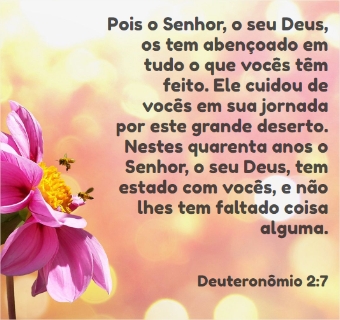 Pois o Senhor, o seu Deus,
os tem abençoado em
tudo o que vocês têm
feito. Ele cuidou de
vocês em sua jornada
por este grande deserto.
Nestes quarenta anos o
Senhor, o seu Deus, tem
estado com vocês, e não
lhes tem faltado coisa
alguma.
Deuteronômio 2:7